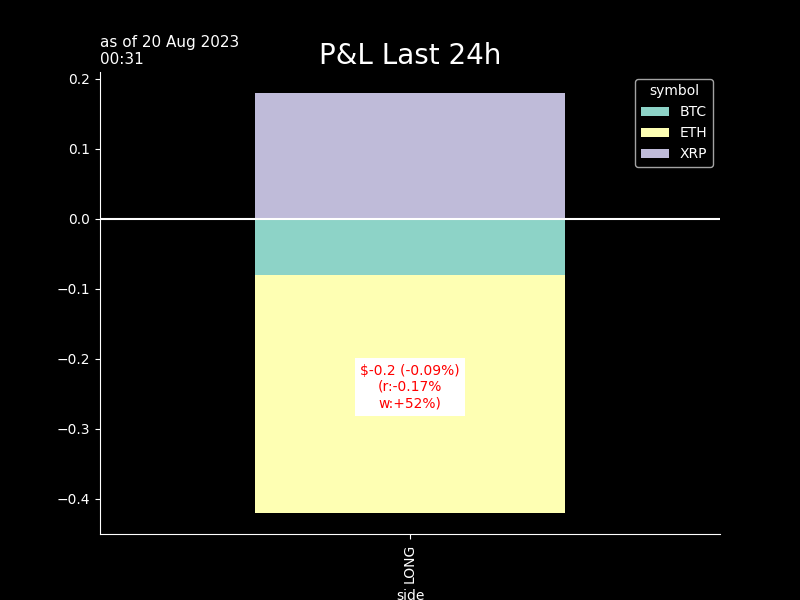 as of 20 Aug 2023
00:31
P&L Last 24h
symbol
BTC
ETH
XRP
0.2
0.1
0.0
−0.1
−0.2
−0.3
−0.4
$-0.2 (-0.09%)
(r:-0.17%
w:+52%)
LONG
side